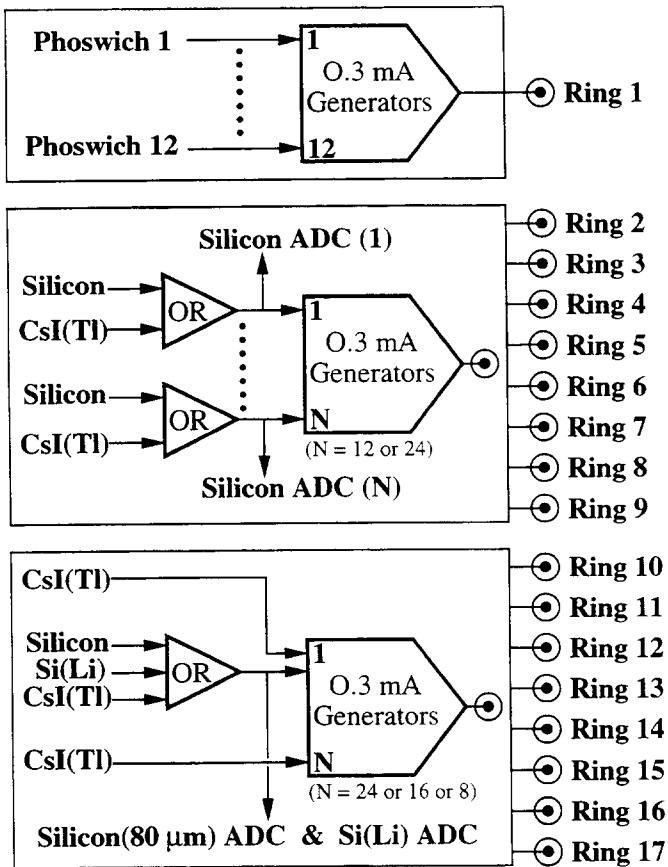 Phoswich 1
1
O.3 mA
Generators
Ring 1
Phoswich 12
12
Silicon ADC (1)
Silicon
OR
CsI(Tl)
1
O.3 mA
Generators
Silicon
OR
CsI(Tl)
N
(N = 12 or 24)
Silicon ADC (N)
Ring 2
Ring 3
Ring 4
Ring 5
Ring 6
Ring 7
Ring 8
Ring 9
CsI(Tl)
Silicon
Si(Li)
OR
CsI(Tl)
1
O.3 mA
Generators
CsI(Tl)
N
(N = 24 or 16 or 8)
Silicon(80 µm) ADC & Si(Li) ADC
Ring 10
Ring 11
Ring 12
Ring 13
Ring 14
Ring 15
Ring 16
Ring 17